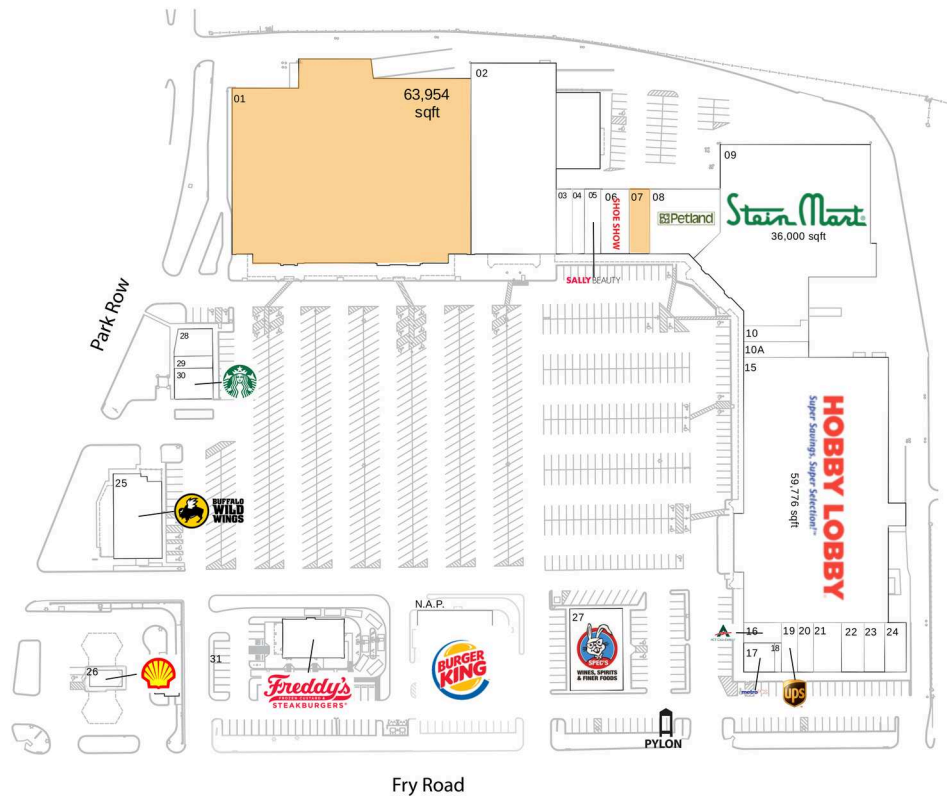 01
63,954
sqft
02
09
03
04
05
06
07
08
SHOE SHOW
Petland
Stein Mart
36,000 sqft
SALLY BEAUTY
Park Row
10
10A
15
28
29
30
HOBBY LOBBY
Super Savings, Super Selection!
59,776 sqft
25
BUFFALO
WILD
WINGS
N.A.P.
27
16
17
18
19
20
21
22
23
24
26
31
Freddy's
FROZEN CUSTARD &
STEAKBURGERS
BURGER
KING
SPEC'S
WINES, SPIRITS
& FINER FOODS
metro
ups
PYLON
Fry Road